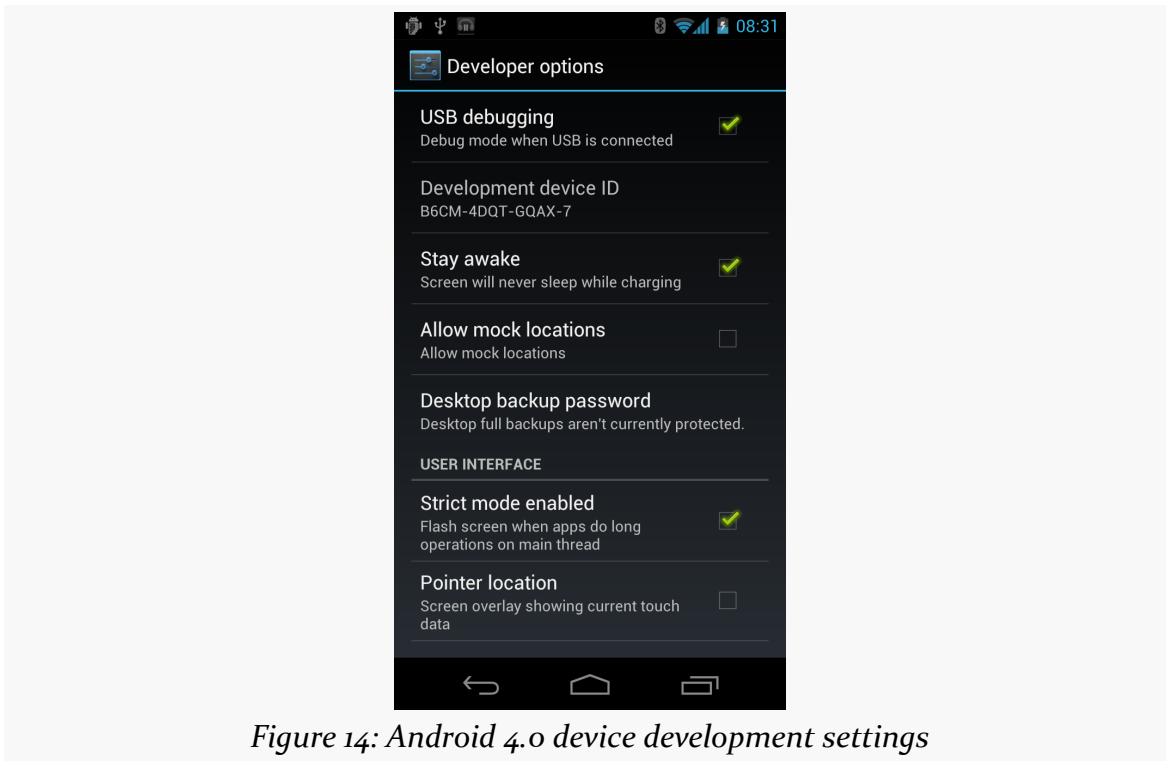 08:31
Developer options
USB debugging
Debug mode when USB is connected
Development device ID
B6CM-4DQT-GQAX-7
Stay awake
Screen will never sleep while charging
Allow mock locations
Allow mock locations
Desktop backup password
Desktop full backups aren't currently protected.
USER INTERFACE
Strict mode enabled
Flash screen when apps do long
operations on main thread
Pointer location
Screen overlay showing current touch
data
Figure 14: Android 4.0 device development settings